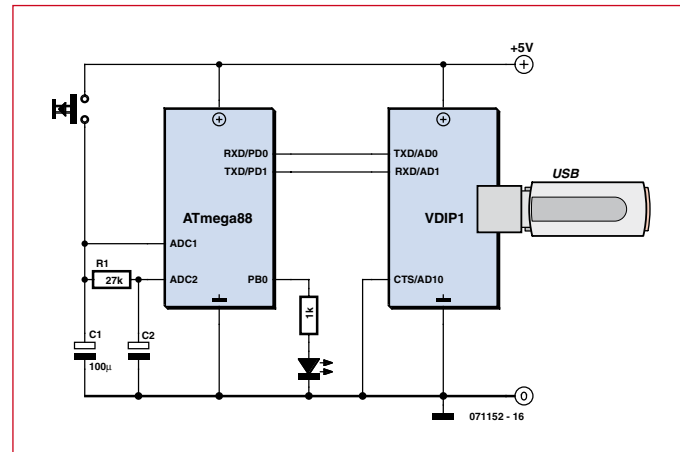 +5V
RXD/PD0
TXD/PD1
TXD/AD0
RXD/AD1
USB
ATmega88
VDIP1
ADC1
R1
27k
ADC2
PB0
CTS/AD10
1k
C1
C2
100µ
0
071152 - 16